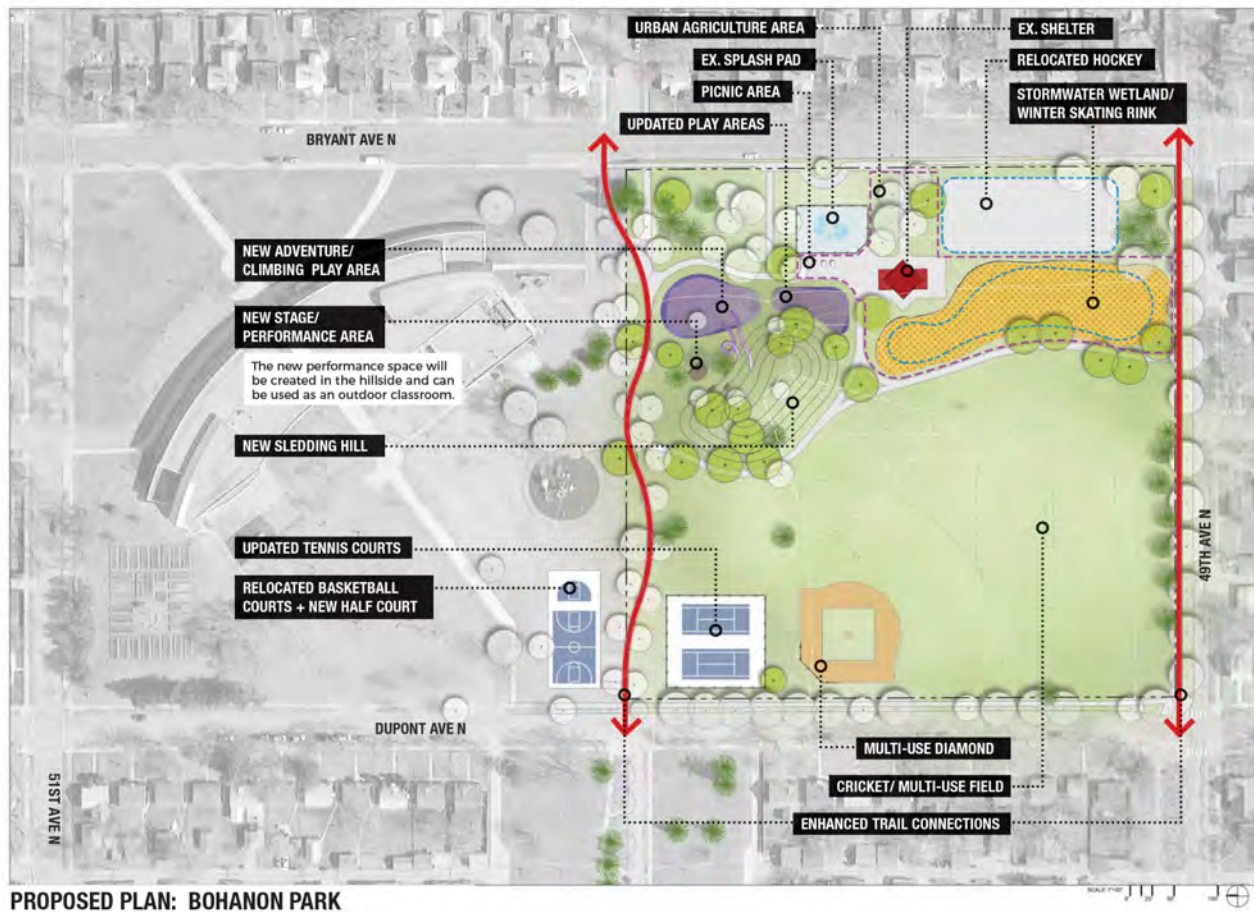 URBAN AGRICULTURE AREA
EX. SPLASH PAD
PICNIC AREA
UPDATED PLAY AREAS
EX. SHELTER
RELOCATED HOCKEY
STORMWATER WETLAND/
WINTER SKATING RINK
BRYANT AVE N
NEW ADVENTURE/
CLIMBING PLAY AREA
NEW STAGE/
PERFORMANCE AREA
The new performance space will
be created in the hillside and can
be used as an outdoor classroom.
NEW SLEDDING HILL
UPDATED TENNIS COURTS
RELOCATED BASKETBALL
COURTS + NEW HALF COURT
49TH AVE N
DUPONT AVE N
51ST AVE N
MULTI-USE DIAMOND
CRICKET/ MULTI-USE FIELD
ENHANCED TRAIL CONNECTIONS
PROPOSED PLAN: BOHANON PARK